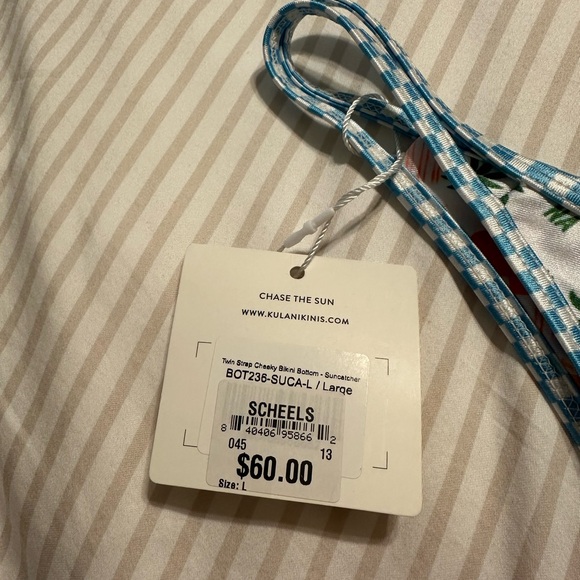 CHASE THE SUN
WWW.KULANIKINIS.COM
Twin Strap Cheeky Bikini Bottom - Suncatcher
BOT236-SUCA-L / Large
SCHEELS
8 40406 95866 2
045 13
$60.00
Size: L